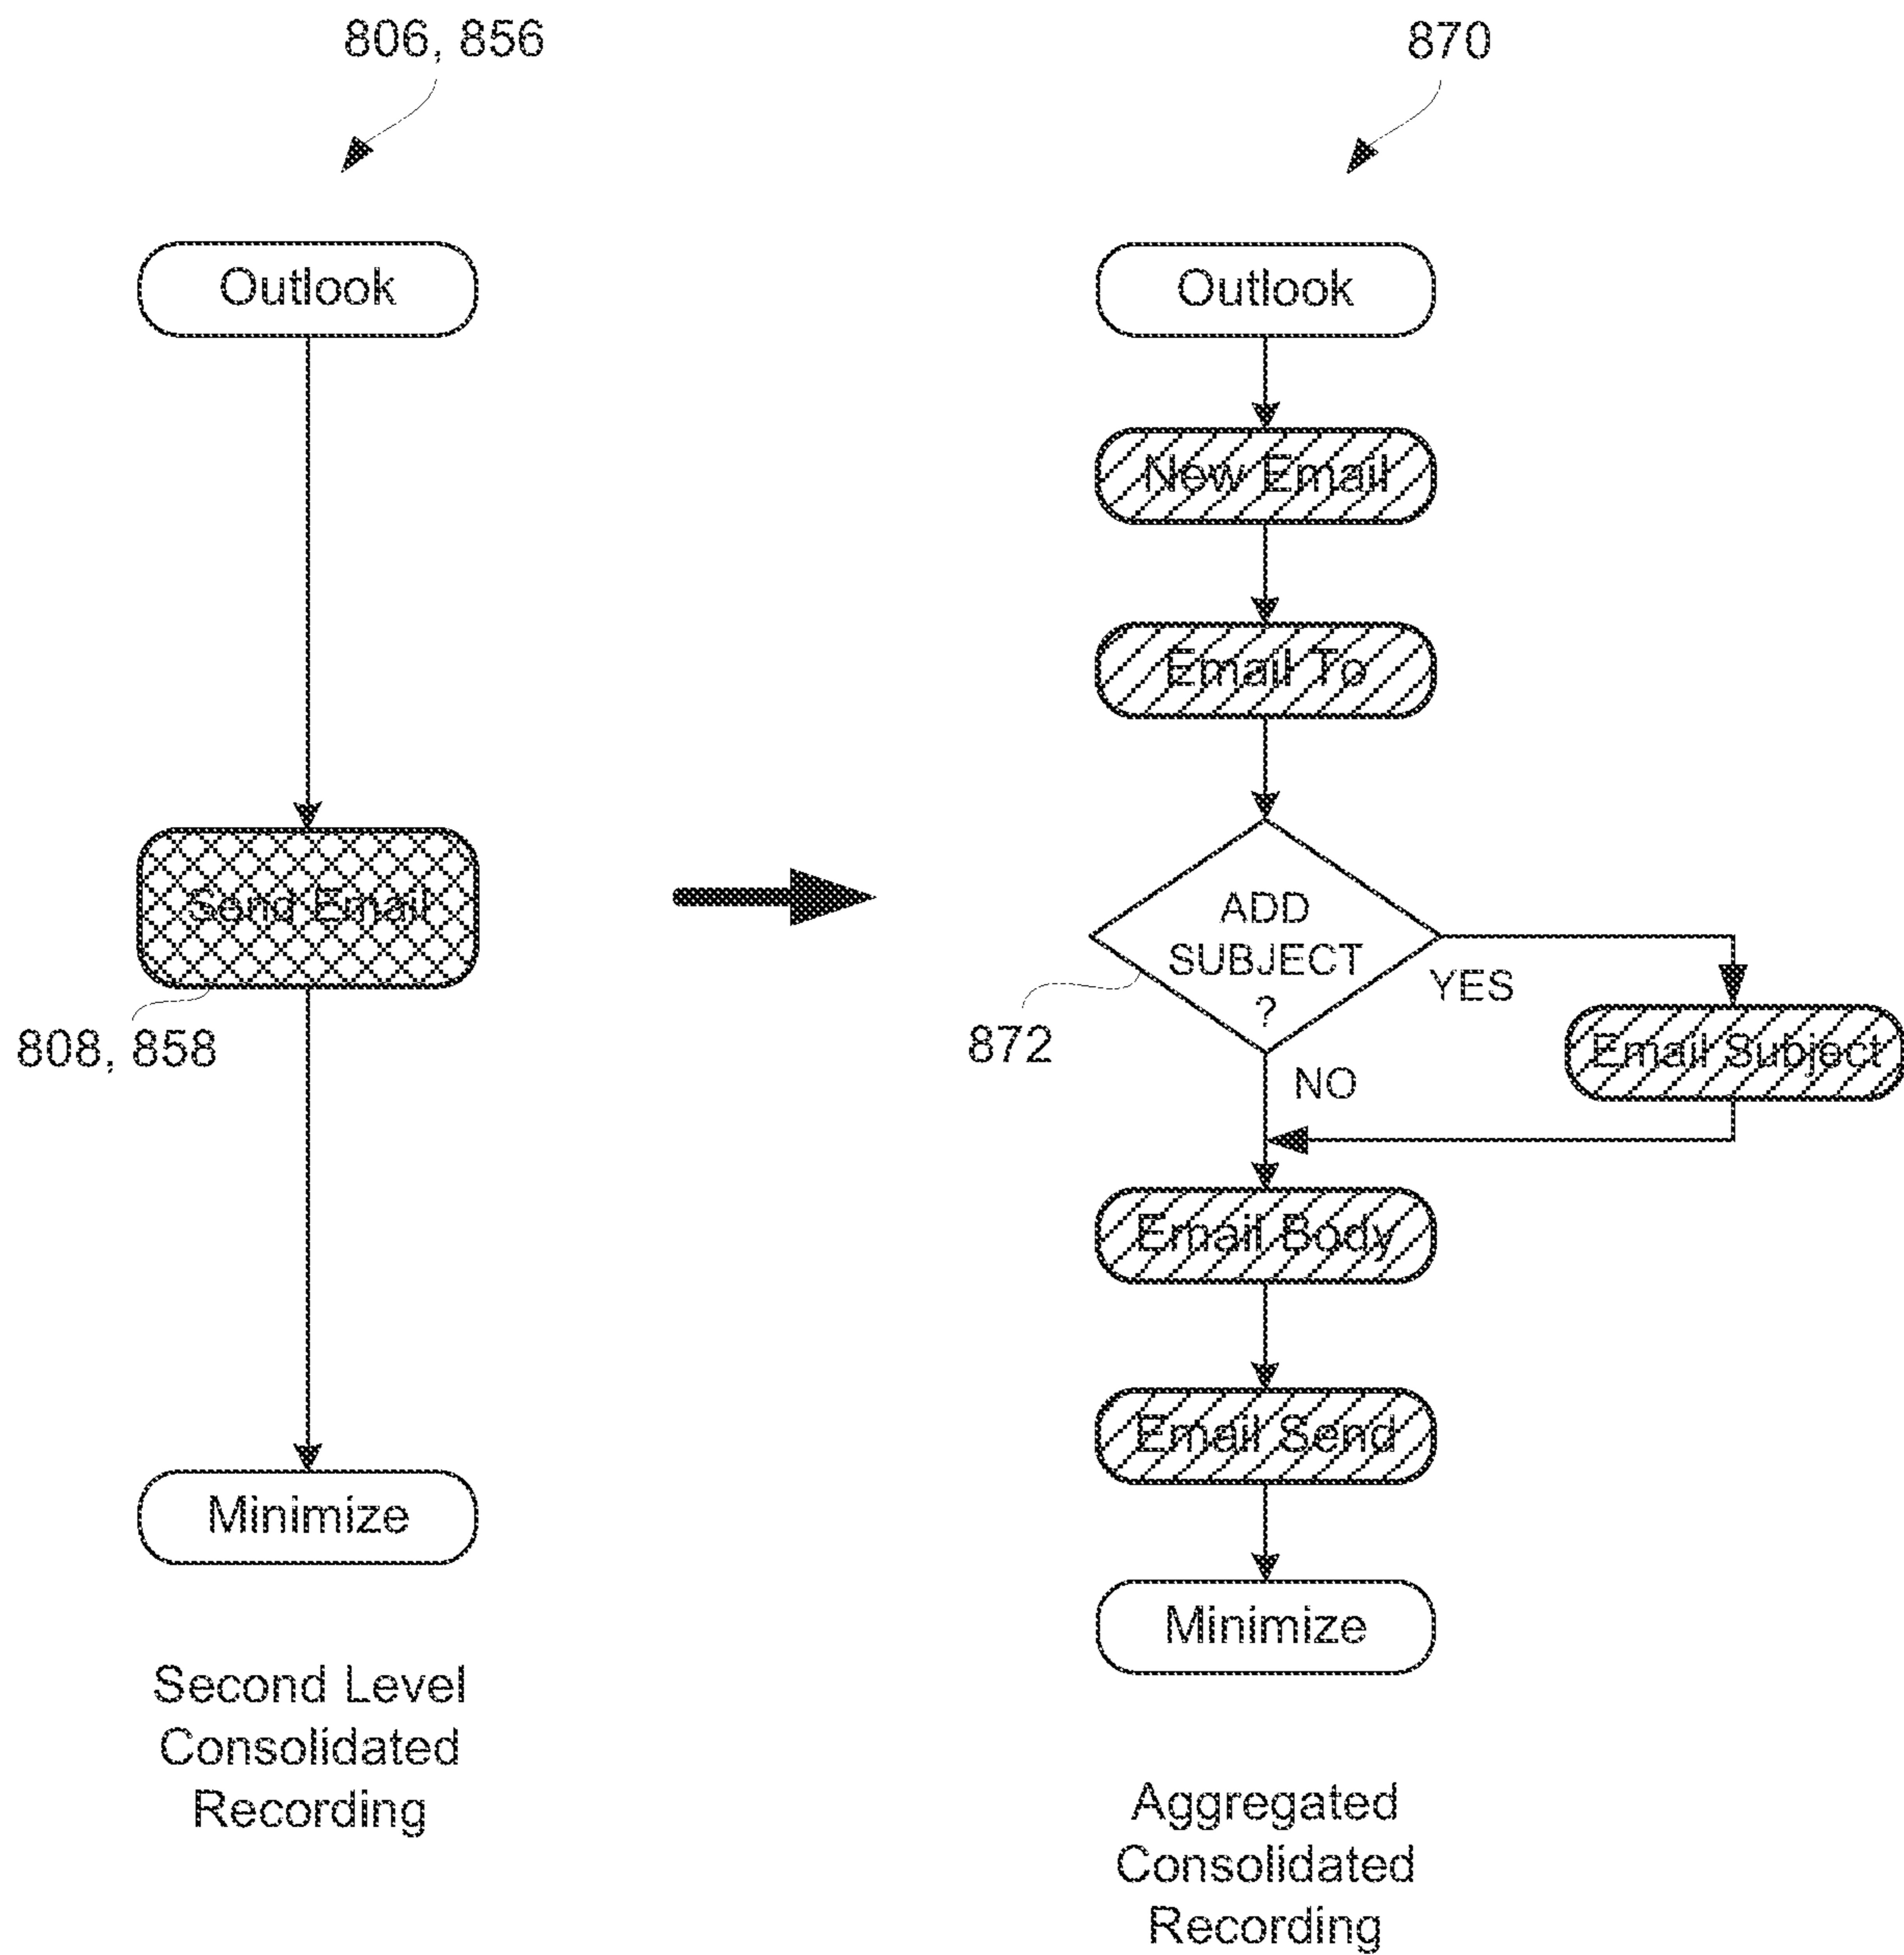 806, 856
Outlook
Send Email
808, 858
Minimize
Second Level
Consolidated
Recording
870
Outlook
New Email
Email To
ADD
SUBJECT
?
872
YES
NO
Email Subject
Email Body
Email Send
Minimize
Aggregated
Consolidated
Recording